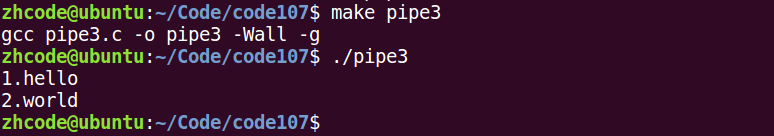 zhcode@ubuntu:~/Code/code107$ make pipe3
gcc pipe3.c -o pipe3 -Wall -g
zhcode@ubuntu:~/Code/code107$ ./pipe3
1.hello
2.world
zhcode@ubuntu:~/Code/code107$